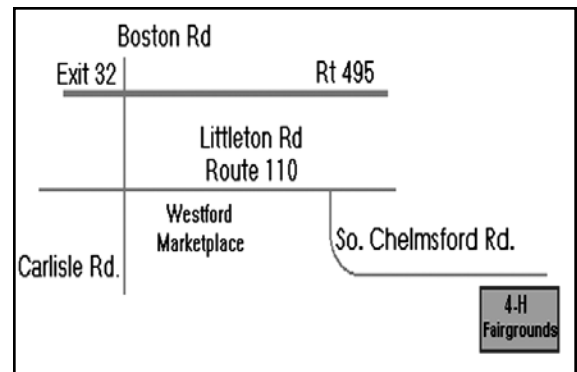 Boston Rd
Exit 32
Rt 495
Littleton Rd
Route 110
Westford
Marketplace
So. Chelmsford Rd.
Carlisle Rd.
4-H
Fairgrounds